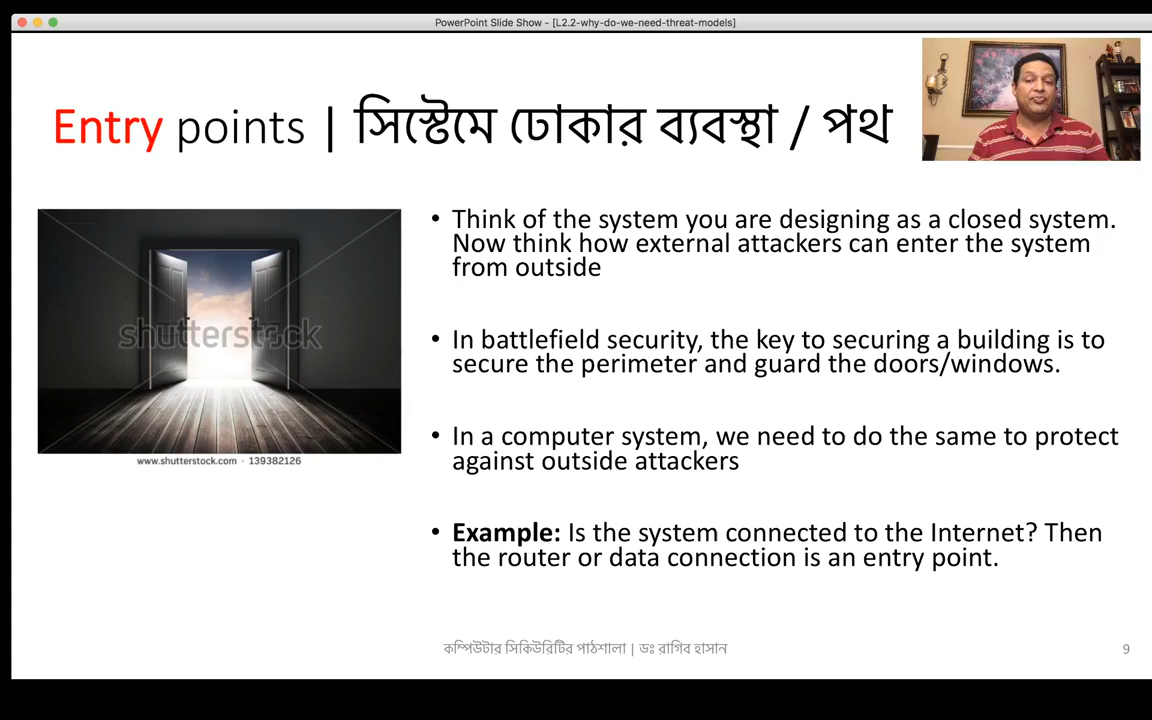 PowerPoint Slide Show - [L2.2-why-do-we-need-threat-models]
Entry points | সিস্টেমে ঢোকার ব্যবস্থা / পথ
shutterstock
www.shutterstock.com · 139382126
• Think of the system you are designing as a closed system.
Now think how external attackers can enter the system
from outside
• In battlefield security, the key to securing a building is to
secure the perimeter and guard the doors/windows.
• In a computer system, we need to do the same to protect
against outside attackers
• Example: Is the system connected to the Internet? Then
the router or data connection is an entry point.
কম্পিউটার সিকিউরিটির পাঠশালা | ডঃ রাগিব হাসান
9